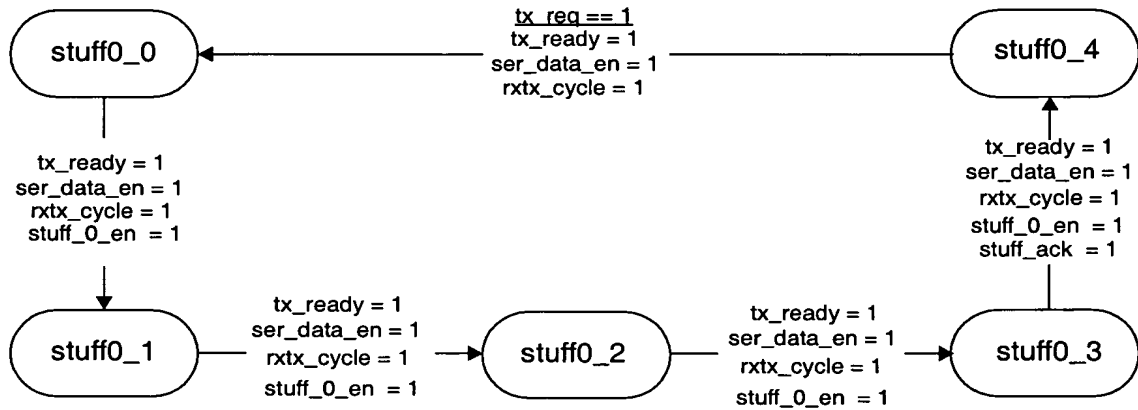 stuff0_0
tx_req == 1
tx_ready = 1
ser_data_en = 1
rxtx_cycle = 1
stuff0_4
tx_ready = 1
ser_data_en = 1
rxtx_cycle = 1
stuff_0_en = 1
tx_ready = 1
ser_data_en = 1
rxtx_cycle = 1
stuff_0_en = 1
stuff_ack = 1
stuff0_1
tx_ready = 1
ser_data_en = 1
rxtx_cycle = 1
stuff_0_en = 1
stuff0_2
tx_ready = 1
ser_data_en = 1
rxtx_cycle = 1
stuff_0_en = 1
stuff0_3